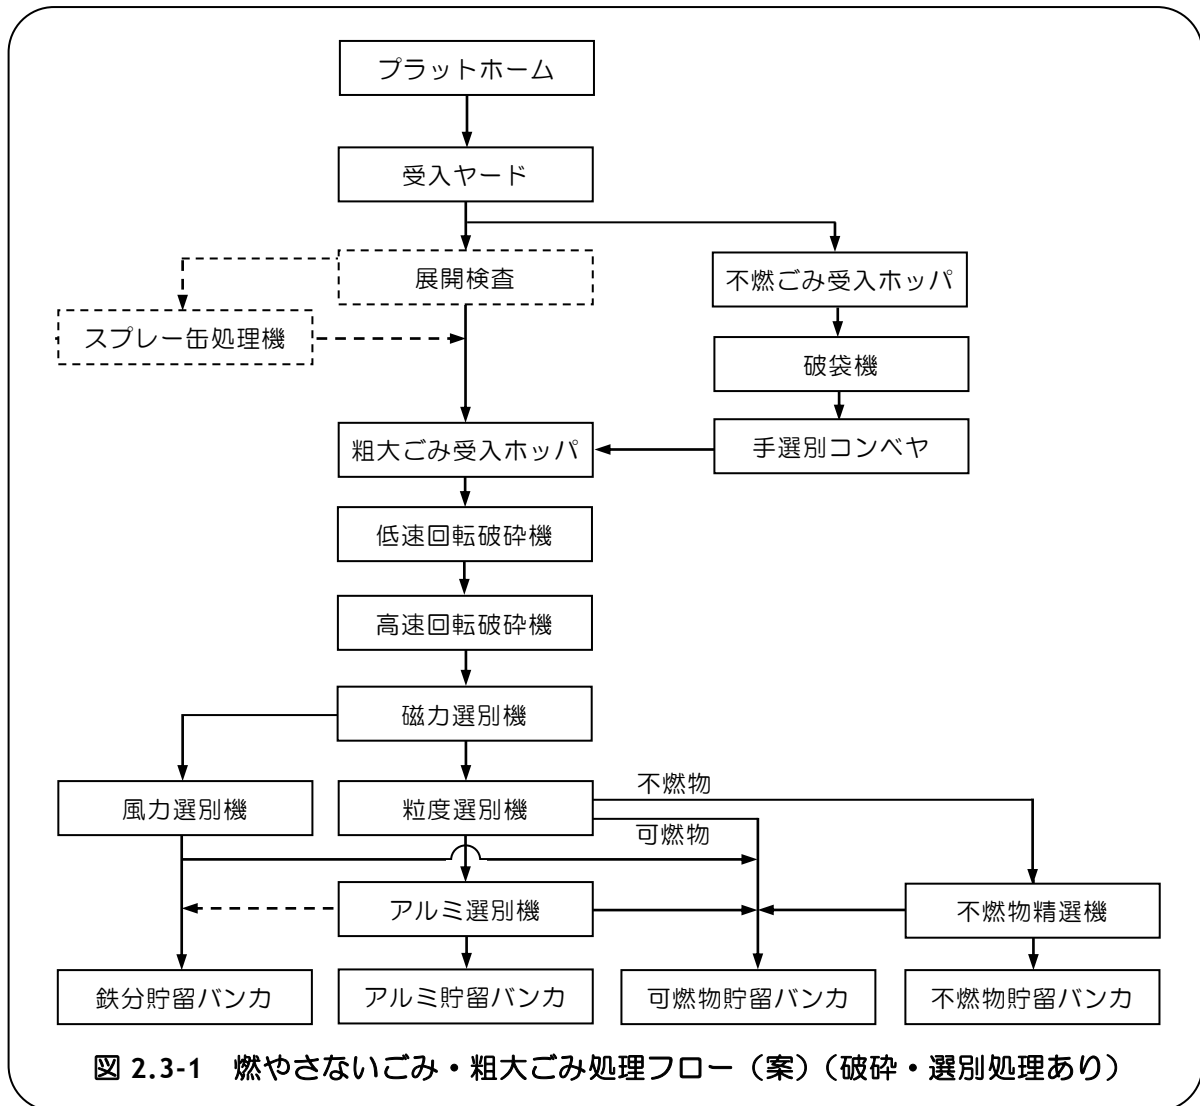 プラットホーム
受入ヤード
展開検査
不燃ごみ受入ホッパ
スプレー缶処理機
破袋機
粗大ごみ受入ホッパ
手選別コンベヤ
低速回転破砕機
高速回転破砕機
磁力選別機
風力選別機
粒度選別機
不燃物
可燃物
アルミ選別機
不燃物精選機
鉄分貯留バンカ
アルミ貯留バンカ
可燃物貯留バンカ
不燃物貯留バンカ
図 2.3-1 燃やさないごみ・粗大ごみ処理フロー（案）（破砕・選別処理あり）